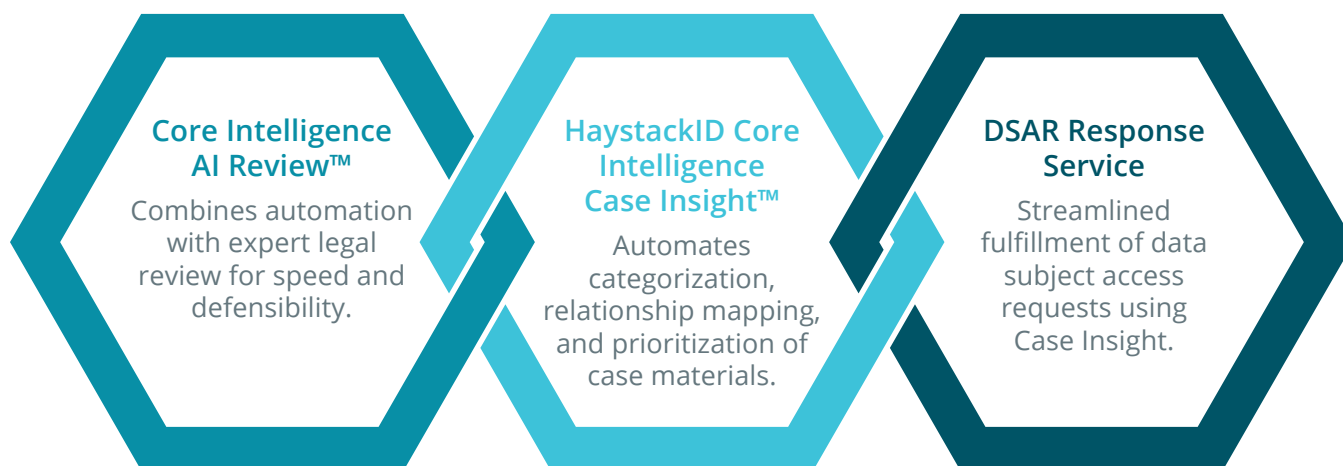 Core Intelligence
AI Review™
Combines automation
with expert legal
review for speed and
defensibility.
HaystackID Core
Intelligence
Case Insight™
Automates
categorization,
relationship mapping,
and prioritization of
case materials.
DSAR Response
Service
Streamlined
fulfillment of data
subject access
requests using
Case Insight.